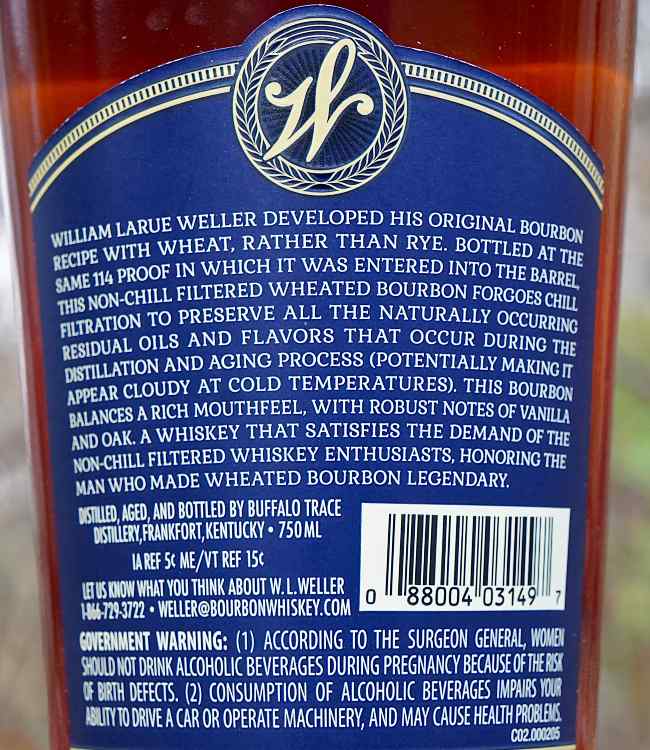 W
WILLIAM LARUE WELLER DEVELOPED HIS ORIGINAL BOURBON
RECIPE WITH WHEAT, RATHER THAN RYE. BOTTLED AT THE
SAME 114 PROOF IN WHICH IT WAS ENTERED INTO THE BARREL,
THIS NON-CHILL FILTERED WHEATED BOURBON FORGOES CHILL
FILTRATION TO PRESERVE ALL THE NATURALLY OCCURRING
RESIDUAL OILS AND FLAVORS THAT OCCUR DURING THE
DISTILLATION AND AGING PROCESS (POTENTIALLY MAKING IT
APPEAR CLOUDY AT COLD TEMPERATURES). THIS BOURBON
BALANCES A RICH MOUTHFEEL, WITH ROBUST NOTES OF VANILLA
AND OAK. A WHISKEY THAT SATISFIES THE DEMAND OF THE
NON-CHILL FILTERED WHISKEY ENTHUSIASTS, HONORING THE
MAN WHO MADE WHEATED BOURBON LEGENDARY.
DISTILLED, AGED, AND BOTTLED BY BUFFALO TRACE
DISTILLERY, FRANKFORT, KENTUCKY • 750 ML
IA REF 5¢ ME/VT REF 15¢
LET US KNOW WHAT YOU THINK ABOUT W. L. WELLER
1-866-729-3722 • WELLER@BOURBONWHISKEY.COM
0 88004 03149 7
GOVERNMENT WARNING: (1) ACCORDING TO THE SURGEON GENERAL, WOMEN
SHOULD NOT DRINK ALCOHOLIC BEVERAGES DURING PREGNANCY BECAUSE OF THE RISK
OF BIRTH DEFECTS. (2) CONSUMPTION OF ALCOHOLIC BEVERAGES IMPAIRS YOUR
ABILITY TO DRIVE A CAR OR OPERATE MACHINERY, AND MAY CAUSE HEALTH PROBLEMS.
C02.000205